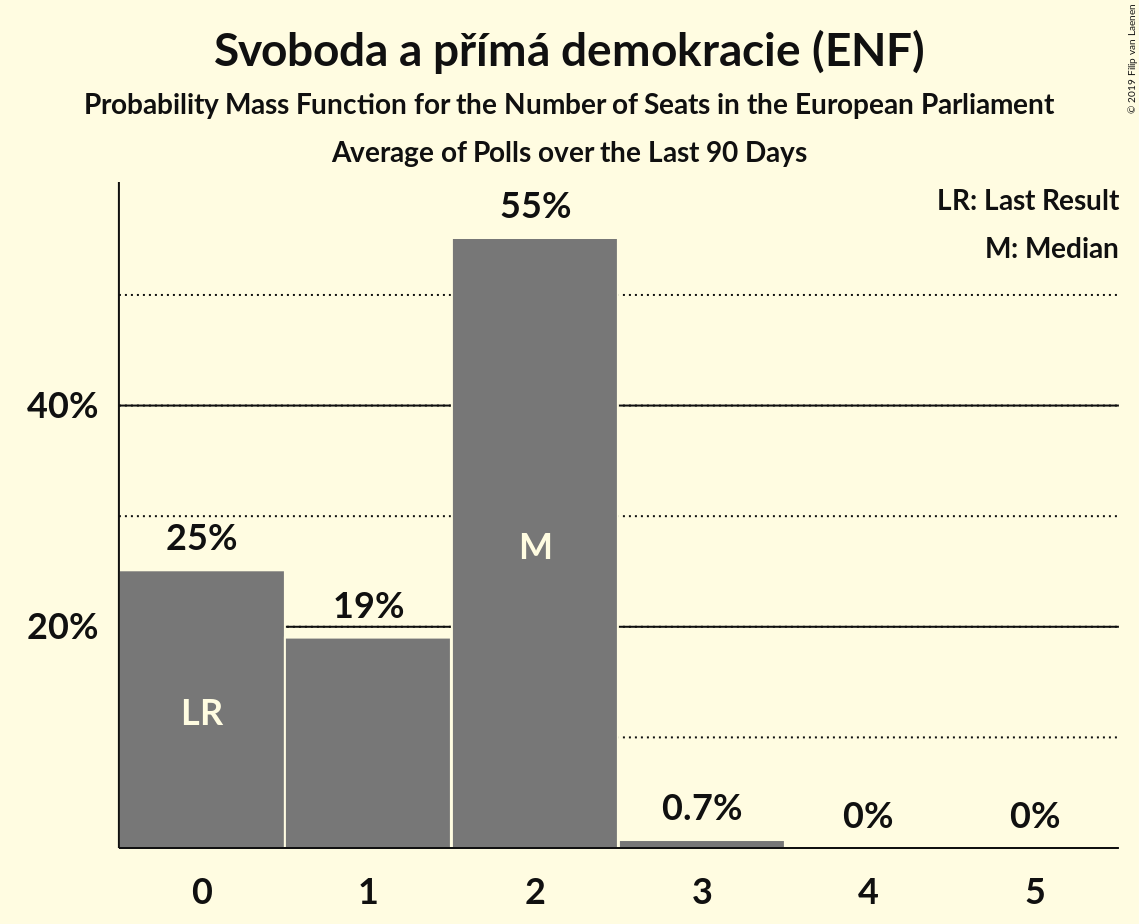 Svoboda a přímá demokracie (ENF)
Probability Mass Function for the Number of Seats in the European Parliament
Average of Polls over the Last 90 Days
© 2019 Filip van Laenen
LR: Last Result
M: Median
55%
40%
25%
M
19%
20%
LR
0.7%
0%
0%
0 1 2 3 4 5